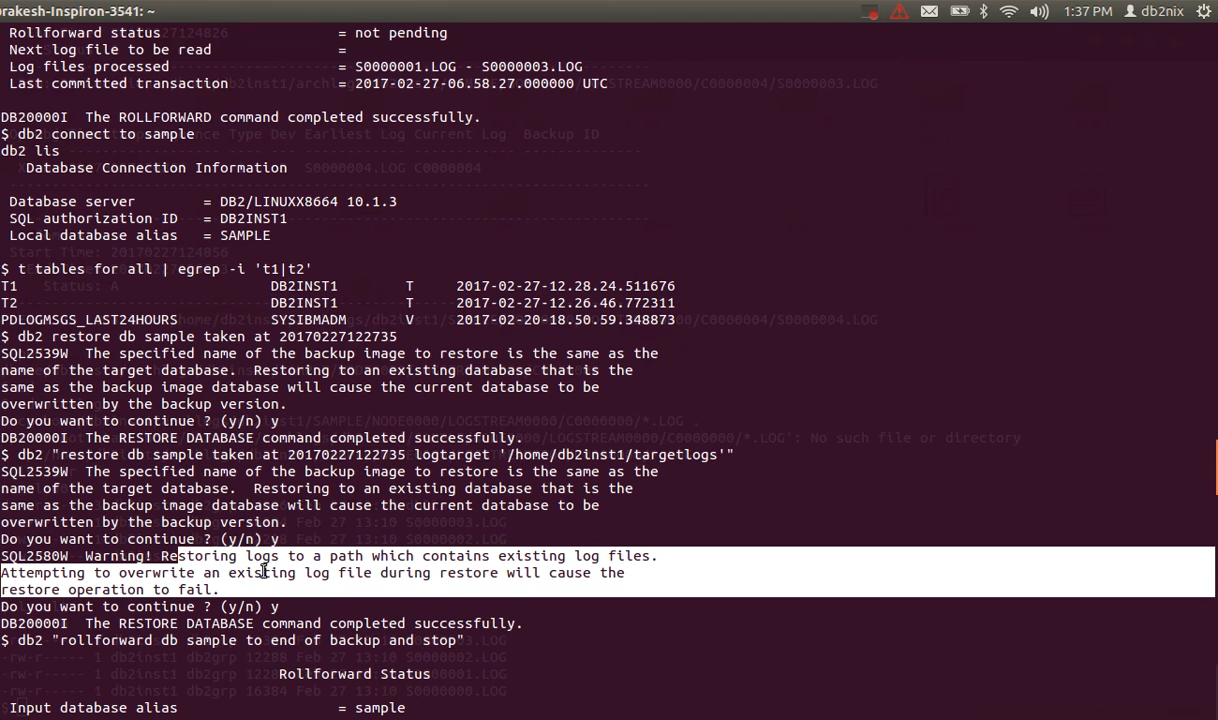 rakesh-Inspiron-3541: ~
1:37 PM db2nix
Rollforward status = not pending
Next log file to be read =
Log files processed = S0000001.LOG - S0000003.LOG
Last committed transaction = 2017-02-27-06.58.27.000000 UTC
DB20000I The ROLLFORWARD command completed successfully.
$ db2 connect to sample
db2 lis
Database Connection Information
Database server = DB2/LINUXX8664 10.1.3
SQL authorization ID = DB2INST1
Local database alias = SAMPLE
$ t tables for all | egrep -i 't1|t2'
T1 DB2INST1 T 2017-02-27-12.28.24.511676
T2 DB2INST1 T 2017-02-27-12.26.46.772311
PDLOGMSGS_LAST24HOURS SYSIBMADM V 2017-02-20-18.50.59.348873
$ db2 restore db sample taken at 20170227122735
SQL2539W The specified name of the backup image to restore is the same as the
name of the target database. Restoring to an existing database that is the
same as the backup image database will cause the current database to be
overwritten by the backup version.
Do you want to continue ? (y/n) y
DB20000I The RESTORE DATABASE command completed successfully.
$ db2 "restore db sample taken at 20170227122735 logtarget '/home/db2inst1/targetlogs'"
SQL2539W The specified name of the backup image to restore is the same as the
name of the target database. Restoring to an existing database that is the
same as the backup image database will cause the current database to be
overwritten by the backup version.
Do you want to continue ? (y/n) y
SQL2580W Warning! Restoring logs to a path which contains existing log files.
Attempting to overwrite an existing log file during restore will cause the
restore operation to fail.
Do you want to continue ? (y/n) y
DB20000I The RESTORE DATABASE command completed successfully.
$ db2 "rollforward db sample to end of backup and stop"
Rollforward Status
Input database alias = sample